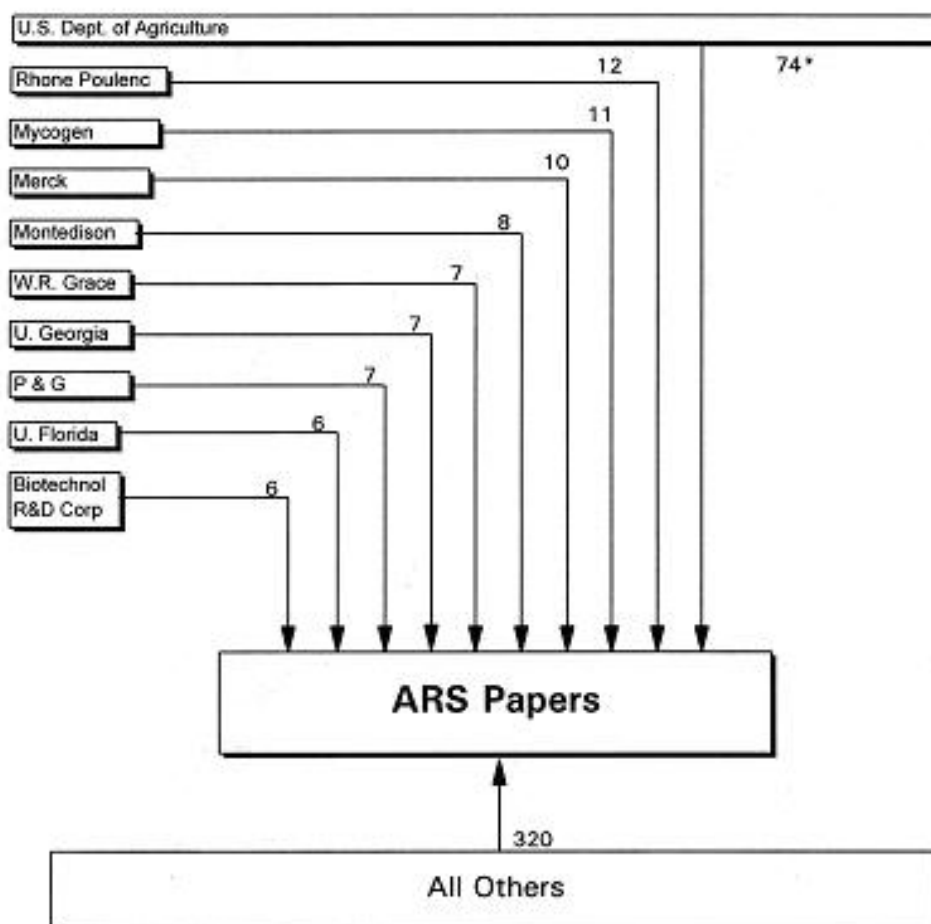 U.S. Dept. of Agriculture
74*
Rhone Poulenc
12
Mycogen
11
Merck
10
Montedison
8
W.R. Grace
7
U. Georgia
7
P & G
7
U. Florida
6
Biotechnol
R&D Corp
6
ARS Papers
320
All Others